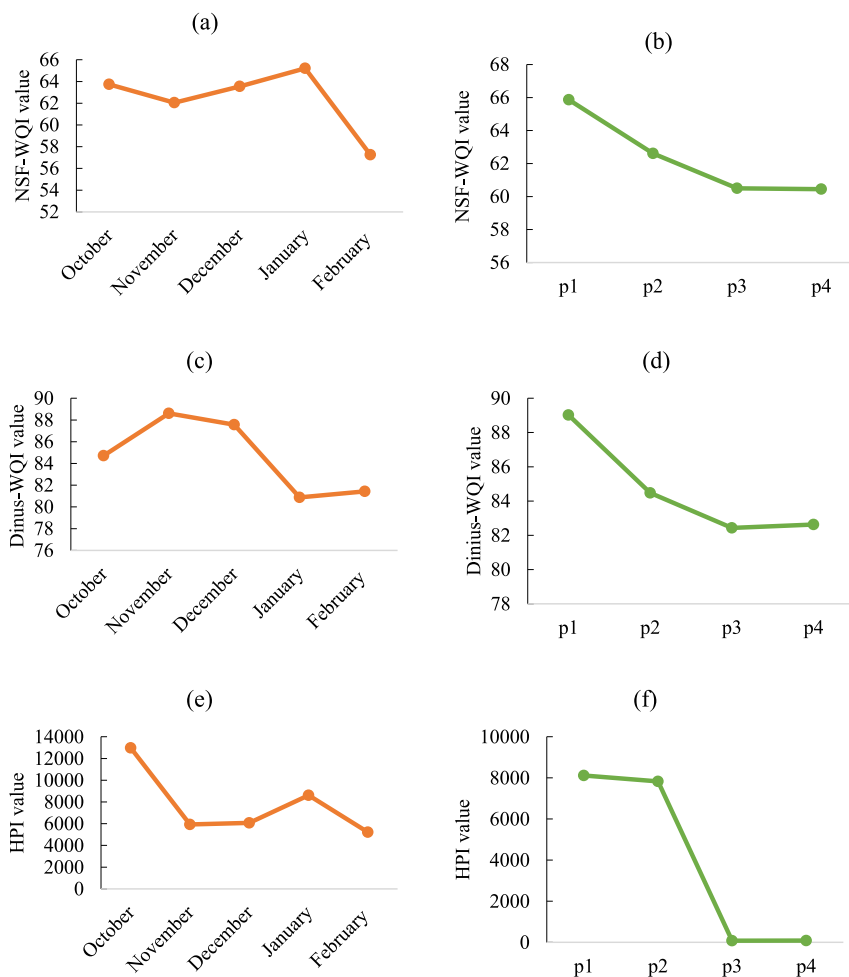 (a)
NSF-WQI value
66
64
62
60
58
56
54
52
October
November
December
January
February
(b)
NSF-WQI value
68
66
64
62
60
58
56
p1
p2
p3
p4
(c)
Dinus-WQI value
90
88
86
84
82
80
78
76
October
November
December
January
February
(d)
Dinius-WQI value
90
88
86
84
82
80
78
p1
p2
p3
p4
(e)
HPI value
14000
12000
10000
8000
6000
4000
2000
0
October
November
December
January
February
(f)
HPI value
10000
8000
6000
4000
2000
0
p1
p2
p3
p4